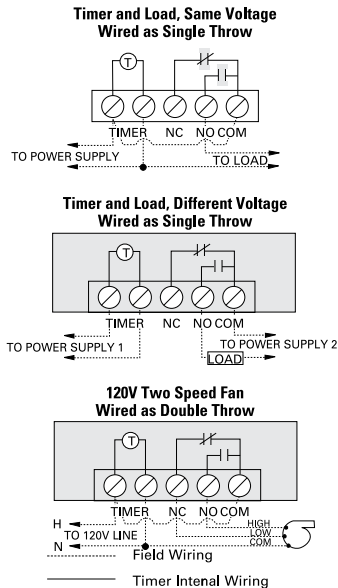 Timer and Load, Same Voltage
Wired as Single Throw
T
TIMER NC NO COM
TO POWER SUPPLY
TO LOAD
Timer and Load, Different Voltage
Wired as Single Throw
T
TIMER NC NO COM
TO POWER SUPPLY 1
TO POWER SUPPLY 2
LOAD
120V Two Speed Fan
Wired as Double Throw
T
TIMER NC NO COM
H
HIGH
TO 120V LINE
LOW
N
COM
Field Wiring
Timer Intenal Wiring